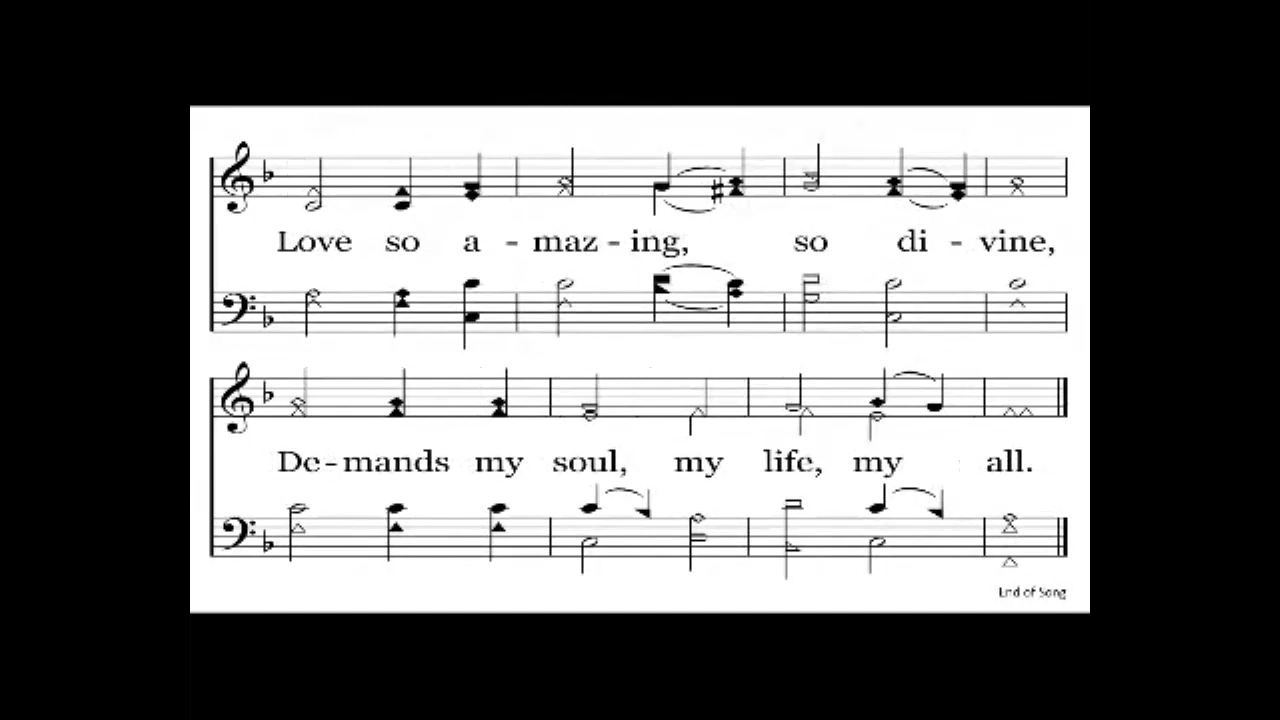 Love so a - maz - ing, so di - vine,
De - mands my soul, my life, my all.
End of Song